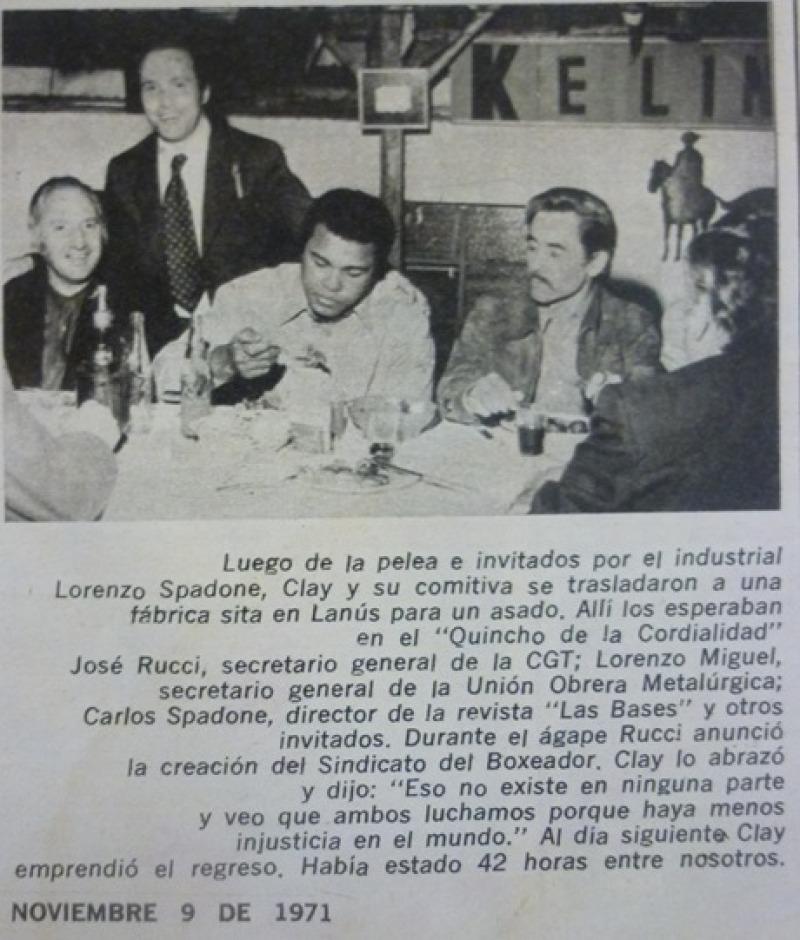 KELIN
Luego de la pelea e invitados por el industrial
Lorenzo Spadone, Clay y su comitiva se trasladaron a una
fábrica sita en Lanús para un asado. Allí los esperaban
en el "Quincho de la Cordialidad"
José Rucci, secretario general de la CGT; Lorenzo Miguel,
secretario general de la Unión Obrera Metalúrgica;
Carlos Spadone, director de la revista "Las Bases" y otros
invitados. Durante el ágape Rucci anunció
la creación del Sindicato del Boxeador. Clay lo abrazó
y dijo: "Eso no existe en ninguna parte
y veo que ambos luchamos porque haya menos
injusticia en el mundo." Al día siguiente Clay
emprendió el regreso. Había estado 42 horas entre nosotros.
NOVIEMBRE 9 DE 1971